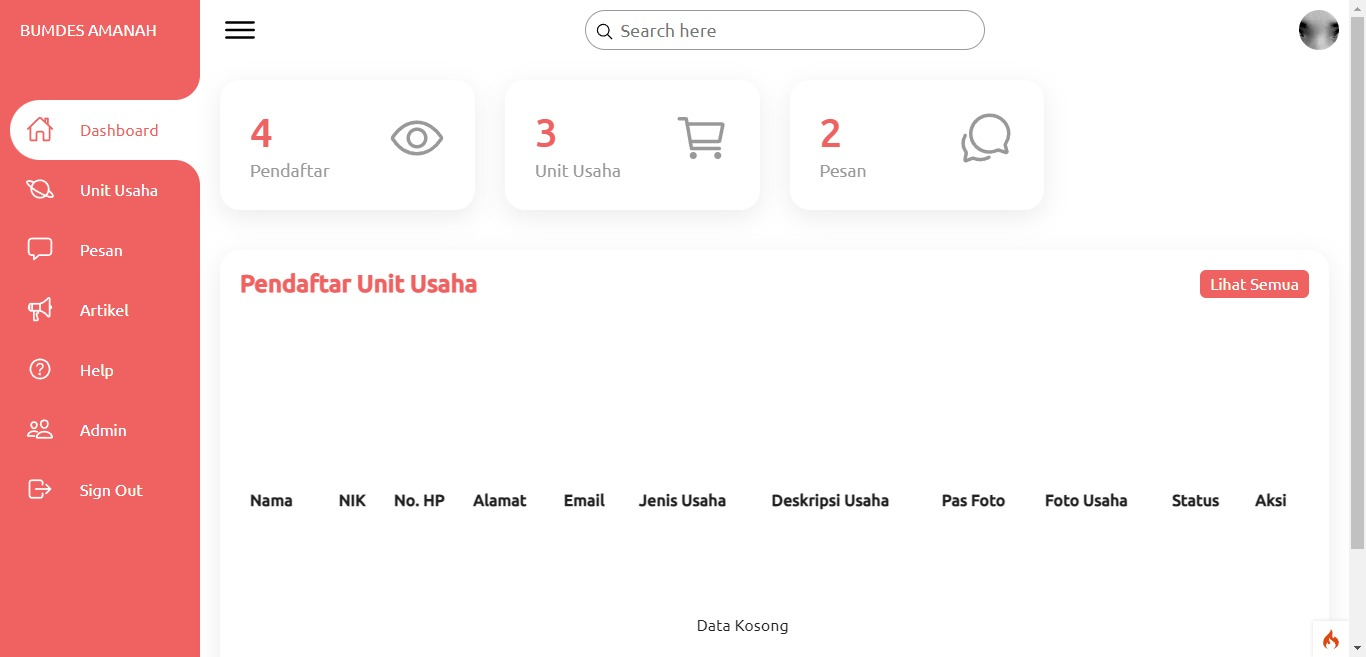 BUMDES AMANAH
Search here
Dashboard
Unit Usaha
Pesan
Artikel
Help
Admin
Sign Out
4
Pendaftar
3
Unit Usaha
2
Pesan
Pendaftar Unit Usaha
Lihat Semua
Nama NIK No. HP Alamat Email Jenis Usaha Deskripsi Usaha Pas Foto Foto Usaha Status Aksi
Data Kosong